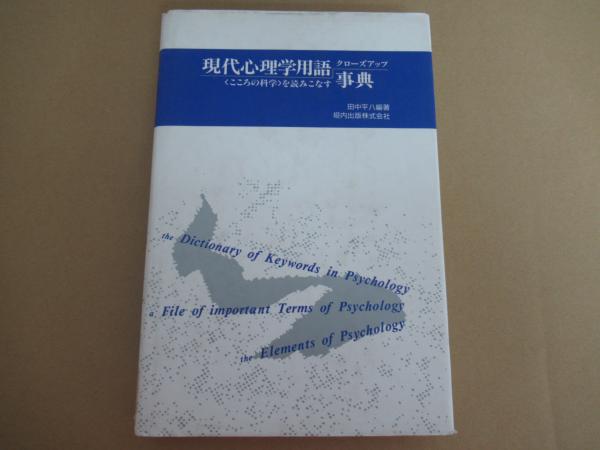 現代心理学用語 クローズアップ
〈こころの科学〉を読みこなす 事典
田中平八編著
堀内出版株式会社
the Dictionary of Keywords in Psychology
a File of important Terms of Psychology
the Elements of Psychology